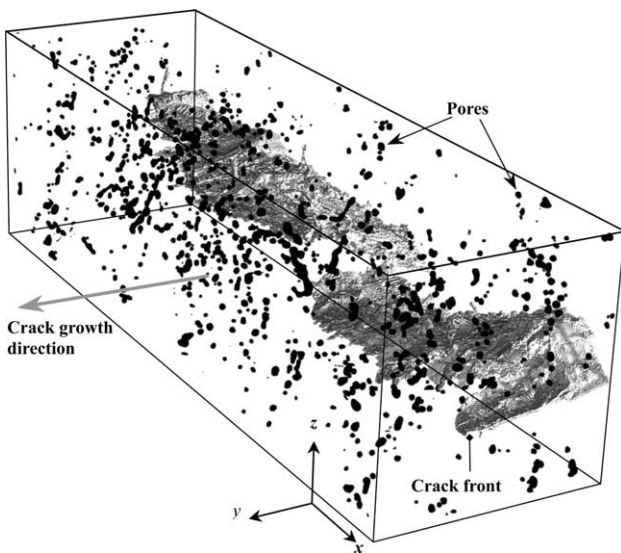 Pores
Crack growth
direction
z
Crack front
y
x